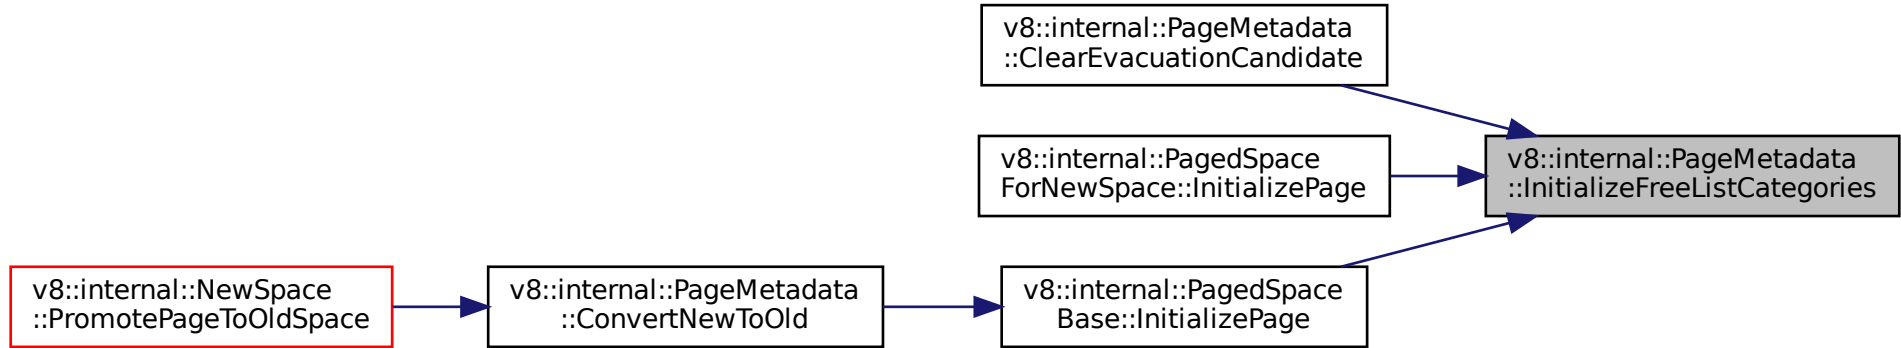 v8::internal::PageMetadata
::ClearEvacuationCandidate
v8::internal::PagedSpace
ForNewSpace::InitializePage
v8::internal::PageMetadata
::InitializeFreeListCategories
v8::internal::NewSpace
::PromotePageToOldSpace
v8::internal::PageMetadata
::ConvertNewToOld
v8::internal::PagedSpace
Base::InitializePage